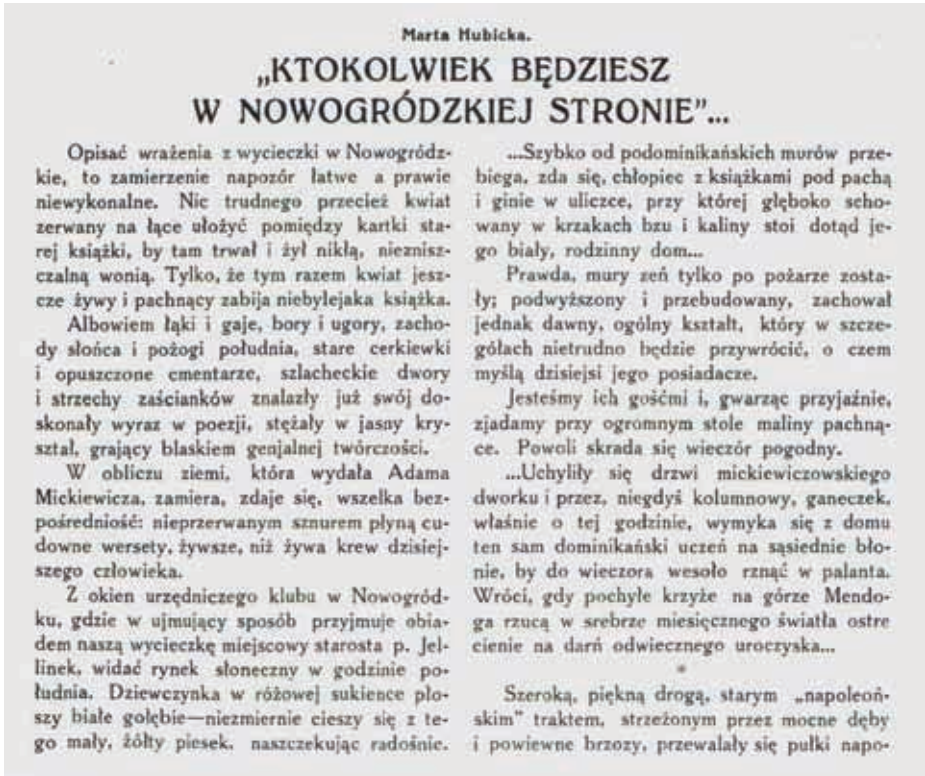 Marta Hubicka.
„KTOKOLWIEK BĘDZIESZ
W NOWOGRÓDZKIEJ STRONIE”...
Opisać wrażenia z wycieczki w Nowogródz-
kie, to zamierzenie napozór łatwe a prawie
niewykonalne. Nic trudnego przecież kwiat
zerwany na łące ułożyć pomiędzy kartki sta-
rej książki, by tam trwał i żył nikłą, nieznisz-
czalną wonią. Tylko, że tym razem kwiat jesz-
cze żywy i pachnący zabija niebylejaka książka.
Albowiem łąki i gaje, bory i ugory, zacho-
dy słońca i pożogi południa, stare cerkiewki
i opuszczone cmentarze, szlacheckie dwory
i strzechy zaścianków znalazły już swój do-
skonały wyraz w poezji, stężały w jasny kry-
ształ, grający blaskiem genjalnej twórczości.
W obliczu ziemi, która wydała Adama
Mickiewicza, zamiera, zdaje się, wszelka bez-
pośredniość: nieprzerwanym sznurem płyną cu-
downe wersety, żywsze, niż żywa krew dzisiej-
szego człowieka.
Z okien urzędniczego klubu w Nowogród-
ku, gdzie w ujmujący sposób przyjmuje obia-
dem naszą wycieczkę miejscowy starosta p. Jel-
linek, widać rynek słoneczny w godzinie po-
łudnia. Dziewczynka w różowej sukience pło-
szy białe gołębie—niezmiernie cieszy się z te-
go mały, żółty piesek, naszczekując radośnie.
...Szybko od podominikańskich murów prze-
biega, zda się, chłopiec z książkami pod pachą
i ginie w uliczce, przy której głęboko scho-
wany w krzakach bzu i kaliny stoi dotąd je-
go biały, rodzinny dom...
Prawda, mury zeń tylko po pożarze zosta-
ły; podwyższony i przebudowany, zachował
jednak dawny, ogólny kształt, który w szcze-
gółach nietrudno będzie przywrócić, o czem
myślą dzisiejsi jego posiadacze.
Jesteśmy ich gośćmi i, gwarząc przyjaźnie,
zjadamy przy ogromnym stole maliny pachną-
ce. Powoli skrada się wieczór pogodny.
...Uchyliły się drzwi mickiewiczowskiego
dworku i przez, niegdyś kolumnowy, ganeczek,
właśnie o tej godzinie, wymyka się z domu
ten sam dominikański uczeń na sąsiednie bło-
nie, by do wieczora wesoło rznąć w palanta.
Wróci, gdy pochyłe krzyże na górze Mendo-
ga rzucą w srebrze miesięcznego światła ostre
cienie na darń odwiecznego uroczyska...
*
Szeroką, piękną drogą, starym „napoleoń-
skim” traktem, strzeżonym przez mocne dęby
i powiewne brzozy, przewalały się pułki napo-